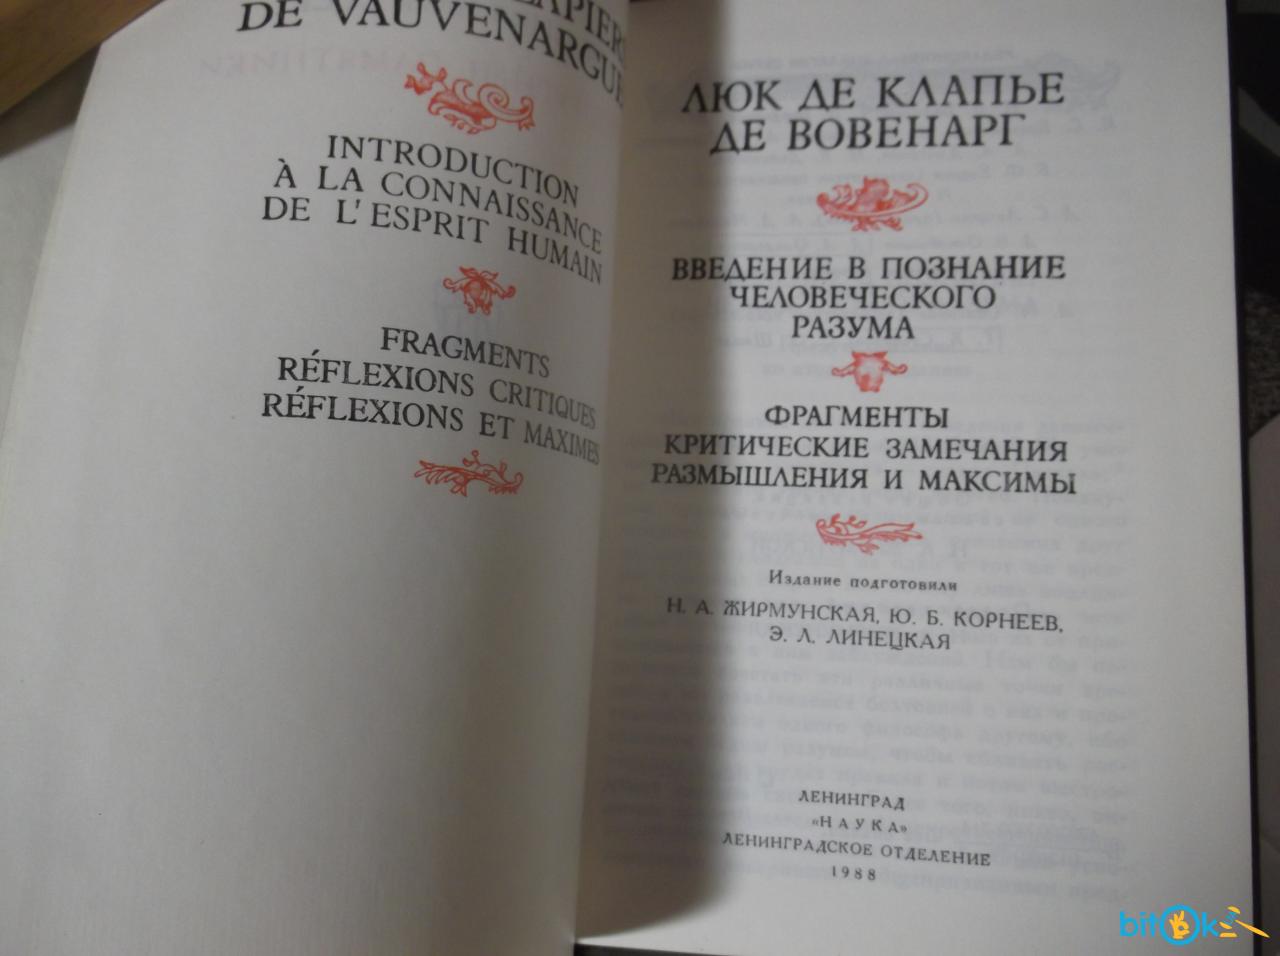 DE VAUVENARGUE
INTRODUCTION
À LA CONNAISSANCE
DE L'ESPRIT HUMAIN
FRAGMENTS
RÉFLEXIONS CRITIQUES
RÉFLEXIONS ET MAXIMES
ЛЮК ДЕ КЛАПЬЕ
ДЕ ВОВЕНАРГ
ВВЕДЕНИЕ В ПОЗНАНИЕ
ЧЕЛОВЕЧЕСКОГО
РАЗУМА
ФРАГМЕНТЫ
КРИТИЧЕСКИЕ ЗАМЕЧАНИЯ
РАЗМЫШЛЕНИЯ И МАКСИМЫ
Издание подготовили
Н. А. ЖИРМУНСКАЯ, Ю. Б. КОРНЕЕВ,
Э. Л. ЛИНЕЦКАЯ
ЛЕНИНГРАД
«НАУКА»
ЛЕНИНГРАДСКОЕ ОТДЕЛЕНИЕ
1988